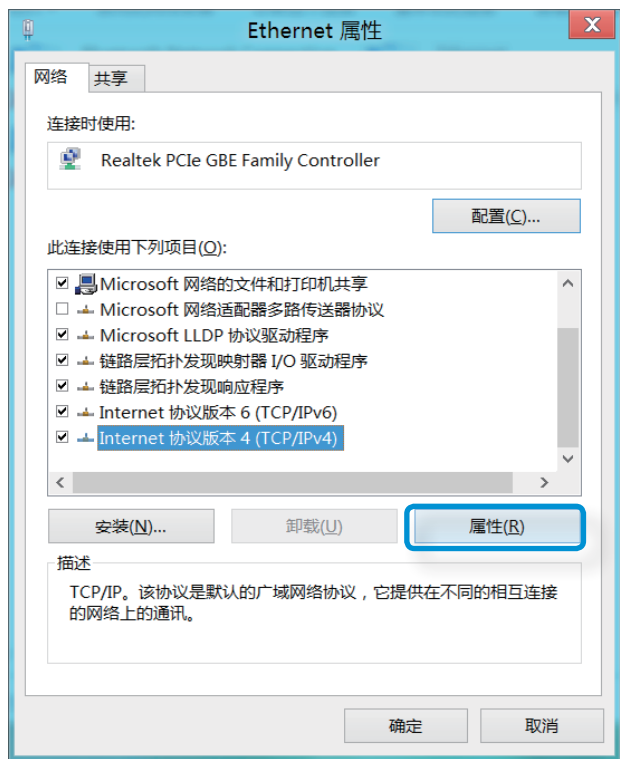 Ethernet 属性
X
网络 共享
连接时使用:
Realtek PCIe GBE Family Controller
配置(C)...
此连接使用下列项目(O):
Microsoft 网络的文件和打印机共享
Microsoft 网络适配器多路传送器协议
Microsoft LLDP 协议驱动程序
链路层拓扑发现映射器 I/O 驱动程序
链路层拓扑发现响应程序
Internet 协议版本 6 (TCP/IPv6)
Internet 协议版本 4 (TCP/IPv4)
安装(N)... 卸载(U) 属性(R)
描述
TCP/IP。该协议是默认的广域网络协议，它提供在不同的相互连接
的网络上的通讯。
确定 取消